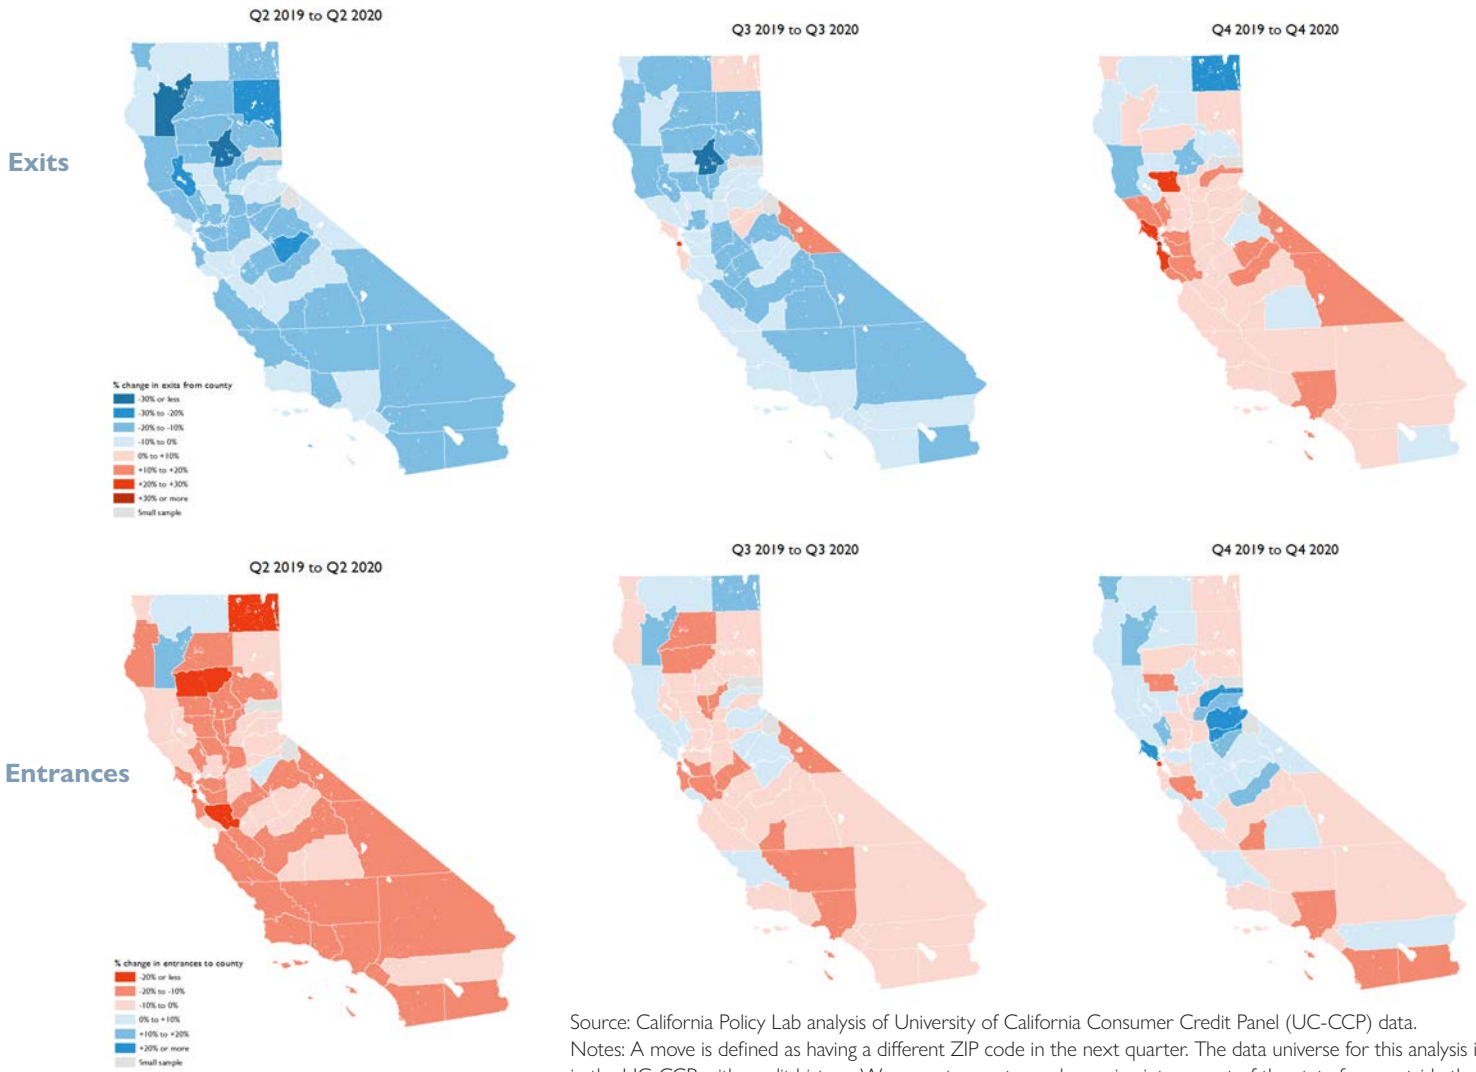 Q2 2019 to Q2 2020
Q3 2019 to Q3 2020
Q4 2019 to Q4 2020
Exits
% change in exits from county
-30% or less
-30% to -20%
-20% to -10%
-10% to 0%
0% to +10%
+10% to +20%
+20% to +30%
+30% or more
Small sample
Q2 2019 to Q2 2020
Q3 2019 to Q3 2020
Q4 2019 to Q4 2020
Entrances
% change in entrances to county
-20% or less
-20% to -10%
-10% to 0%
0% to +10%
+10% to +20%
+20% or more
Small sample
Source: California Policy Lab analysis of University of California Consumer Credit Panel (UC-CCP) data.
Notes: A move is defined as having a different ZIP code in the next quarter. The data universe for this analysis i